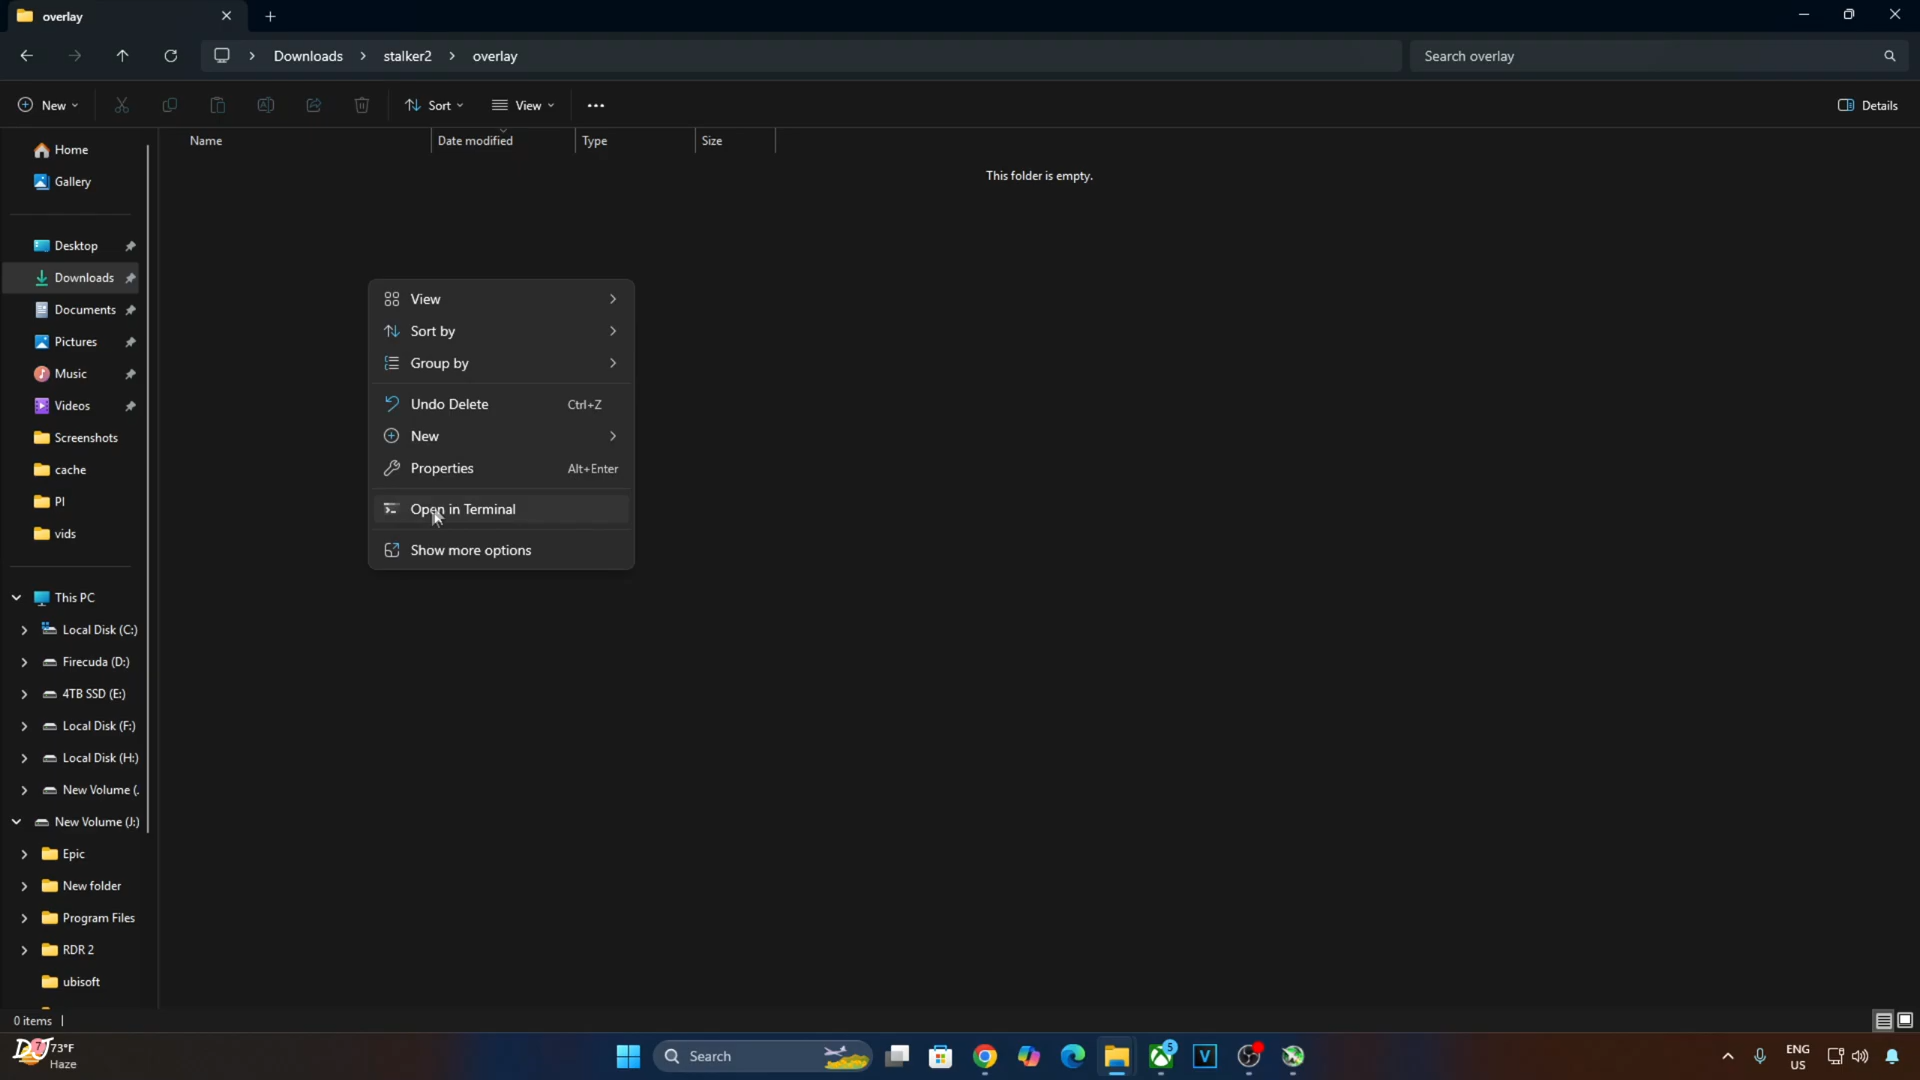 overlay
Downloads
stalker2
overlay
Search overlay
New
Sort
View
Details
Name
Date modified
Type
Size
This folder is empty.
Home
Gallery
Desktop
Downloads
Documents
Pictures
Music
Videos
Screenshots
cache
PI
vids
This PC
Local Disk (C:)
Firecuda (D:)
4TB SSD (E:)
Local Disk (F:)
Local Disk (H:)
New Volume (.
New Volume (J:)
Epic
New folder
Program Files
RDR 2
ubisoft
View
Sort by
Group by
Undo Delete Ctrl+Z
New
Properties Alt+Enter
Open in Terminal
Show more options
0 items
DJ
7
73°F
Haze
Search
5
V
ENG
US